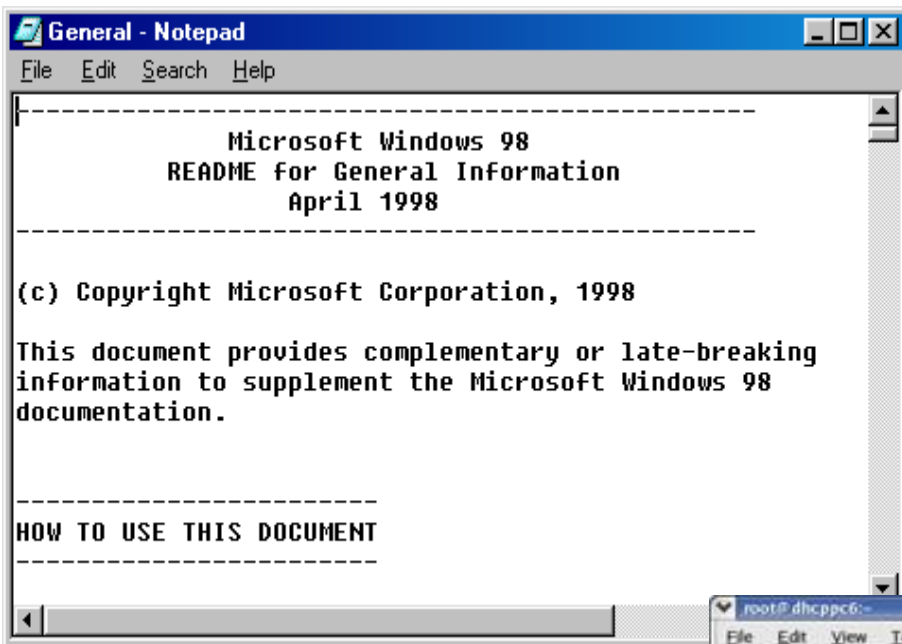 General - Notepad
File Edit Search Help
--------------------------------------------------
Microsoft Windows 98
README for General Information
April 1998
--------------------------------------------------
(c) Copyright Microsoft Corporation, 1998
This document provides complementary or late-breaking
information to supplement the Microsoft Windows 98
documentation.
------------------------
HOW TO USE THIS DOCUMENT
------------------------
root@dhcppc6:~
File Edit View